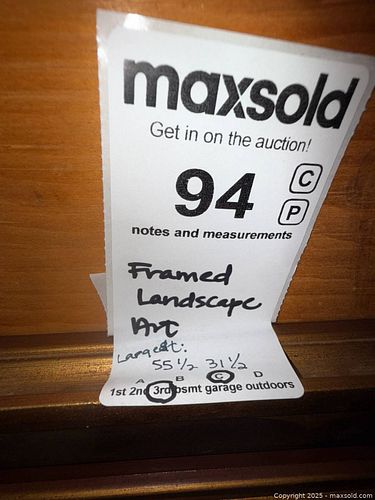 maxsold
Get in on the auction!
94
C
P
notes and measurements
Framed
Landscape
Art
Largest:
55 1/2 31 1/2
A B C D
1st 2nd 3rd bsmt garage outdoors
Copyright 2025 - maxsold.com